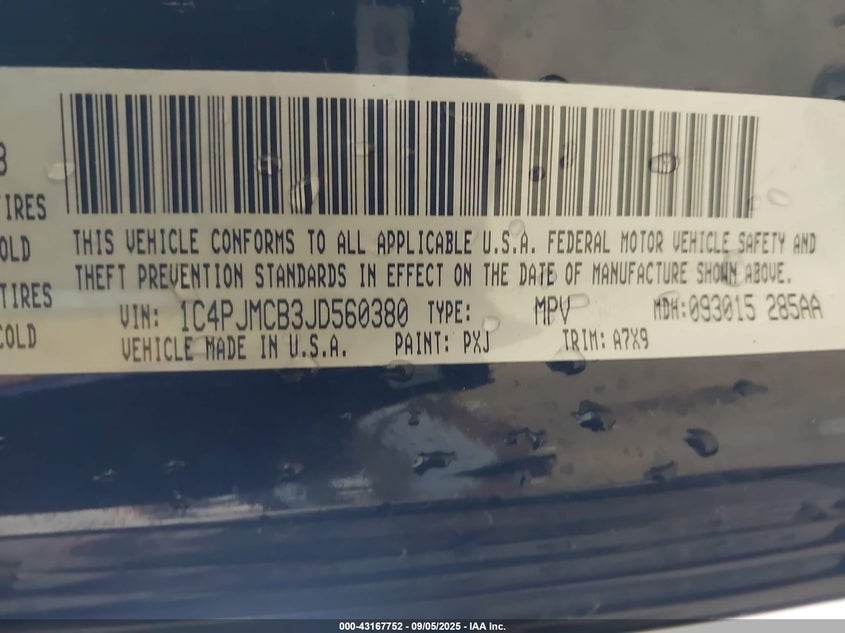 8
TIRES
OLD
TIRES
COLD
THIS VEHICLE CONFORMS TO ALL APPLICABLE U.S.A. FEDERAL MOTOR VEHICLE SAFETY AND
THEFT PREVENTION STANDARDS IN EFFECT ON THE DATE OF MANUFACTURE SHOWN ABOVE.
VIN: 1C4PJMCB3JD560380 TYPE: MPV MDH:093015 285AA
VEHICLE MADE IN U.S.A. PAINT: PXJ TRIM: A7X9
000-43167752 - 09/05/2025 - IAA Inc.